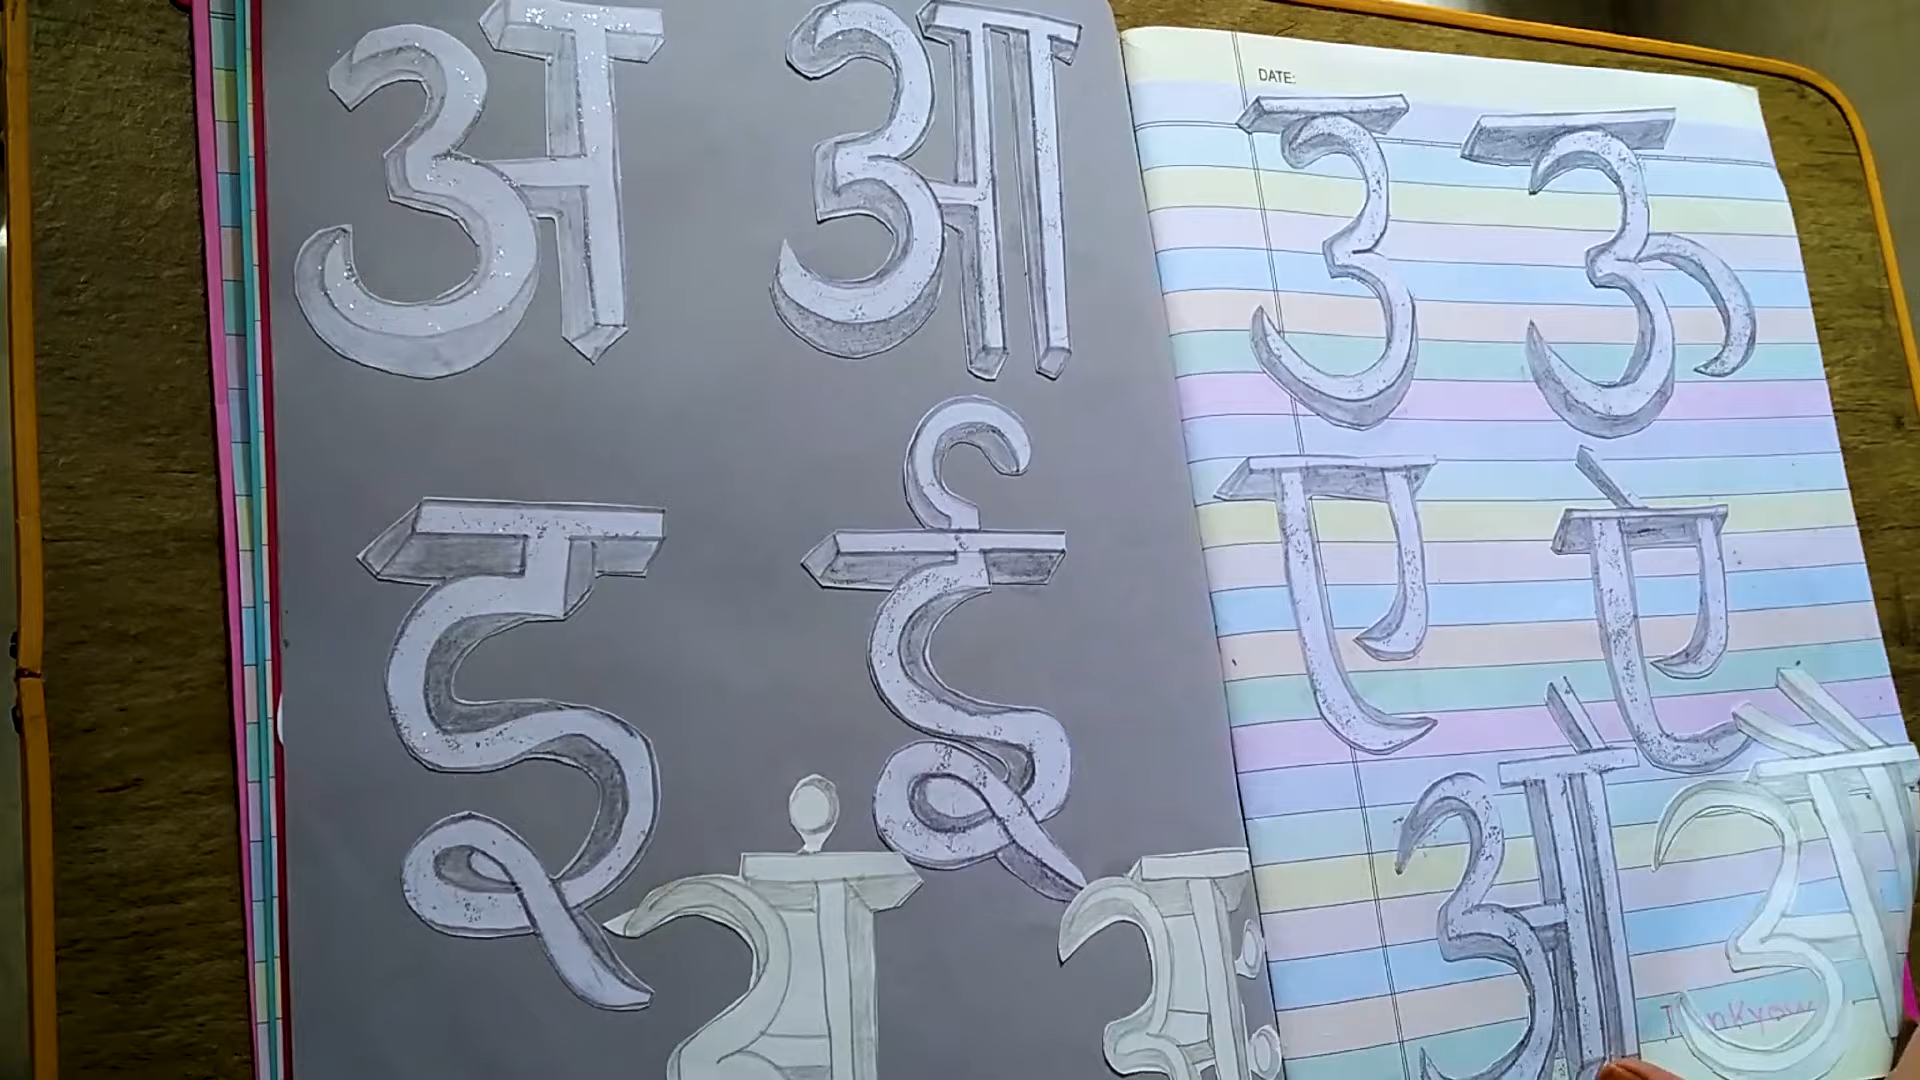 अ आ
इ ई
अं अः
DATE:
उ ऊ
ए ऐ
ओ औ